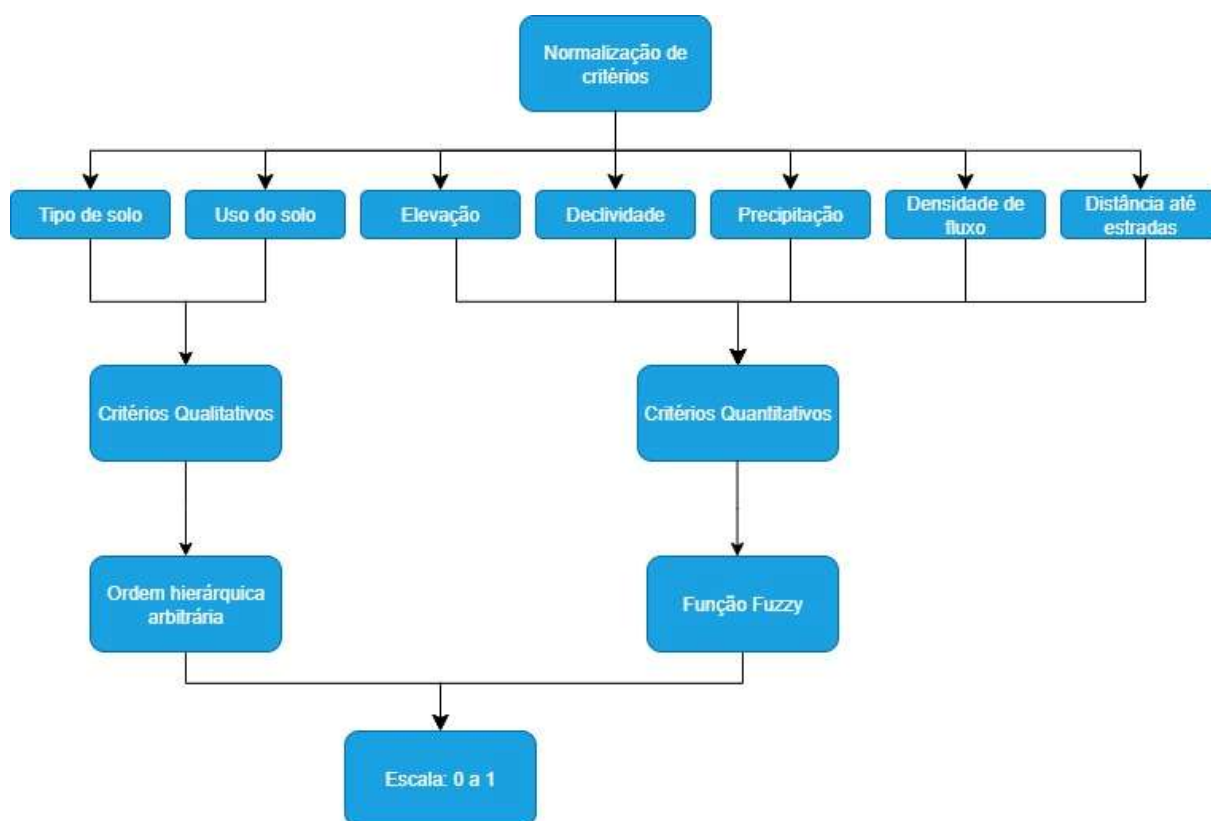 Normalização de
critérios
Tipo de solo
Uso do solo
Elevação
Declividade
Precipitação
Densidade de
fluxo
Distância até
estradas
Critérios Qualitativos
Critérios Quantitativos
Ordem hierárquica
arbitrária
Função Fuzzy
Escala: 0 a 1